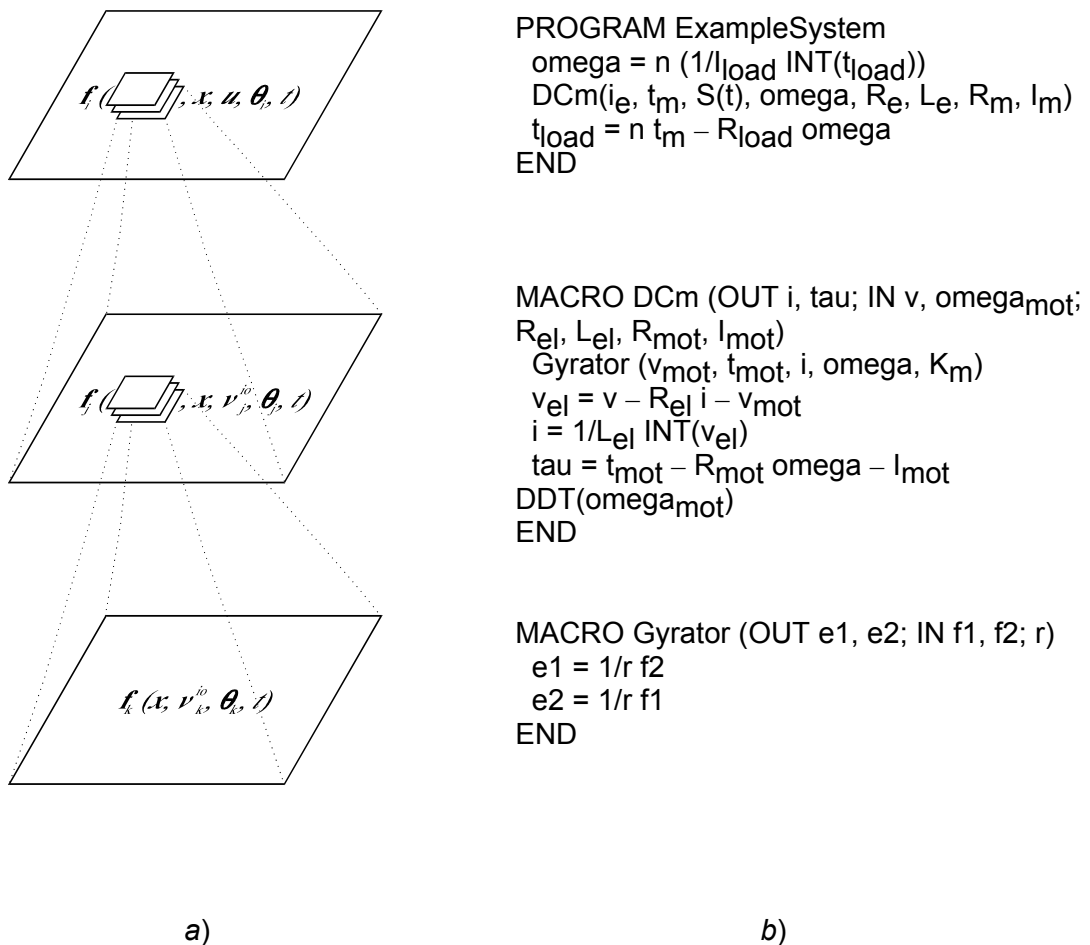 f_i ( , x, u, θ_i, t)
f_j ( , x, v_j^io, θ_j, t)
f_k (x, v_k^io, θ_k, t)
a)
PROGRAM ExampleSystem
omega = n (1/I_load INT(t_load))
DCm(i_e, t_m, S(t), omega, R_e, L_e, R_m, I_m)
t_load = n t_m – R_load omega
END
MACRO DCm (OUT i, tau; IN v, omega_mot;
R_el, L_el, R_mot, I_mot)
Gyrator (v_mot, t_mot, i, omega, K_m)
v_el = v – R_el i – v_mot
i = 1/L_el INT(v_el)
tau = t_mot – R_mot omega – I_mot
DDT(omega_mot)
END
MACRO Gyrator (OUT e1, e2; IN f1, f2; r)
e1 = 1/r f2
e2 = 1/r f1
END
b)